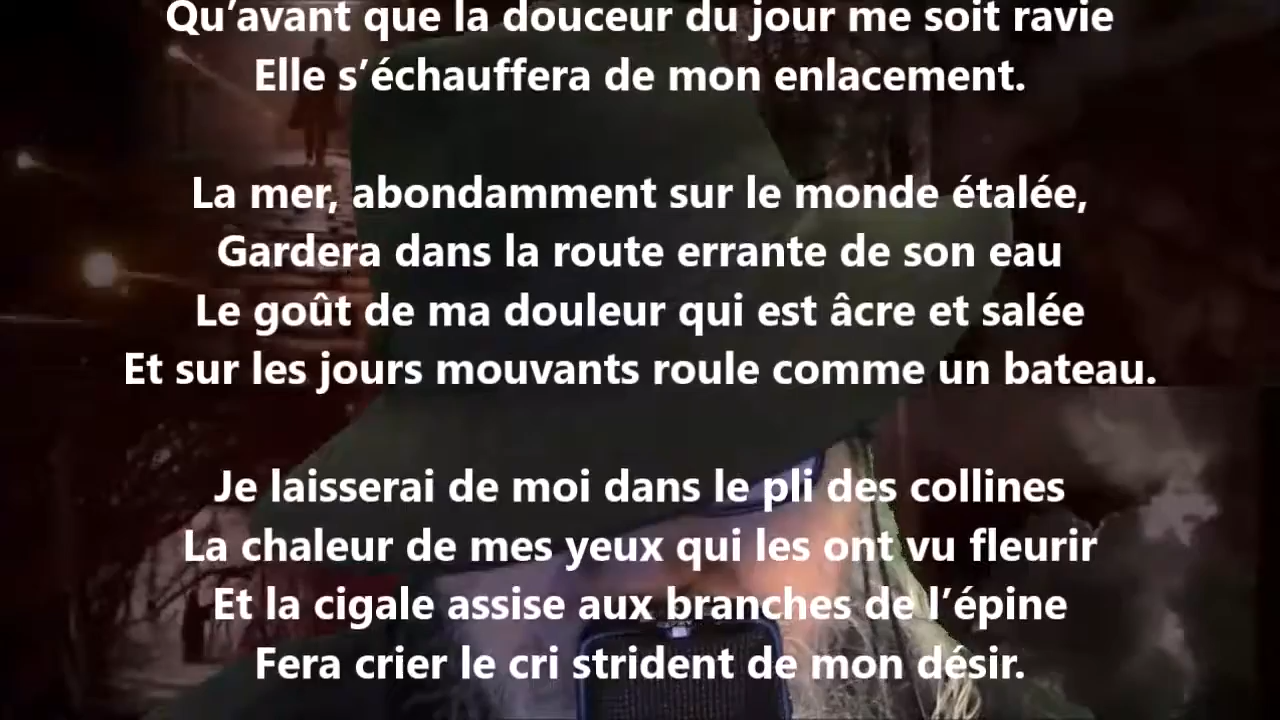 Qu’avant que la douceur du jour me soit ravie
Elle s’échauffera de mon enlacement.
La mer, abondamment sur le monde étalée,
Gardera dans la route errante de son eau
Le goût de ma douleur qui est âcre et salée
Et sur les jours mouvants roule comme un bateau.
Je laisserai de moi dans le pli des collines
La chaleur de mes yeux qui les ont vu fleurir
Et la cigale assise aux branches de l’épine
Fera crier le cri strident de mon désir.